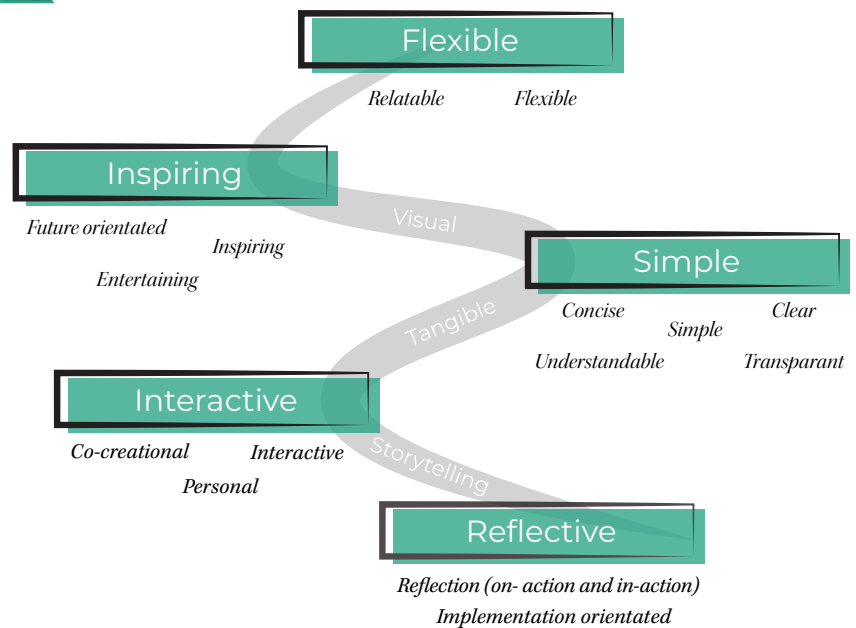 Flexible
Relatable Flexible
Inspiring
Future orientated
Inspiring
Entertaining
Visual
Simple
Concise Clear
Simple
Understandable Transparant
Tangible
Interactive
Co-creational Interactive
Personal
Storytelling
Reflective
Reflection (on- action and in-action)
Implementation orientated